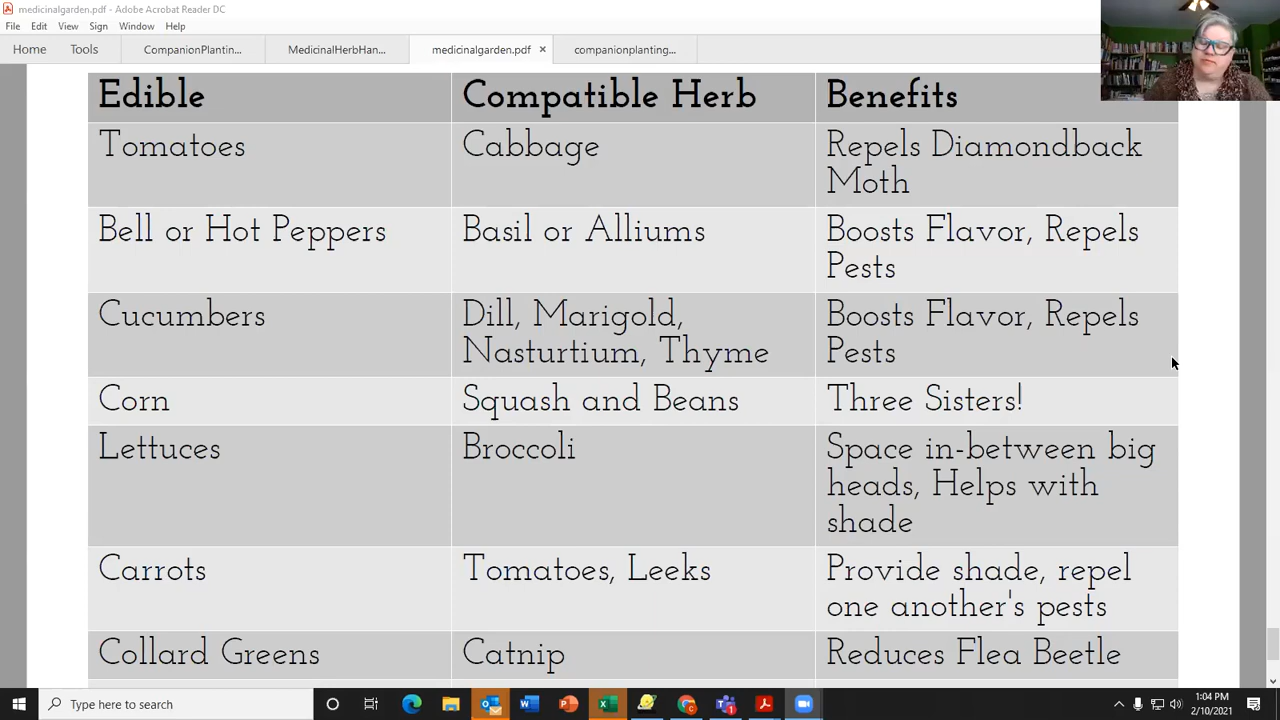 medicinalgarden.pdf - Adobe Acrobat Reader DC
File Edit View Sign Window Help
Home Tools CompanionPlantin... MedicinalHerbHan... medicinalgarden.pdf × companionplanting...
Edible Compatible Herb Benefits
Tomatoes Cabbage Repels Diamondback
Moth
Bell or Hot Peppers Basil or Alliums Boosts Flavor, Repels
Pests
Cucumbers Dill, Marigold, Boosts Flavor, Repels
Nasturtium, Thyme Pests
Corn Squash and Beans Three Sisters!
Lettuces Broccoli Space in-between big
heads, Helps with
shade
Carrots Tomatoes, Leeks Provide shade, repel
one another's pests
Collard Greens Catnip Reduces Flea Beetle
Type here to search
1:04 PM
2/10/2021